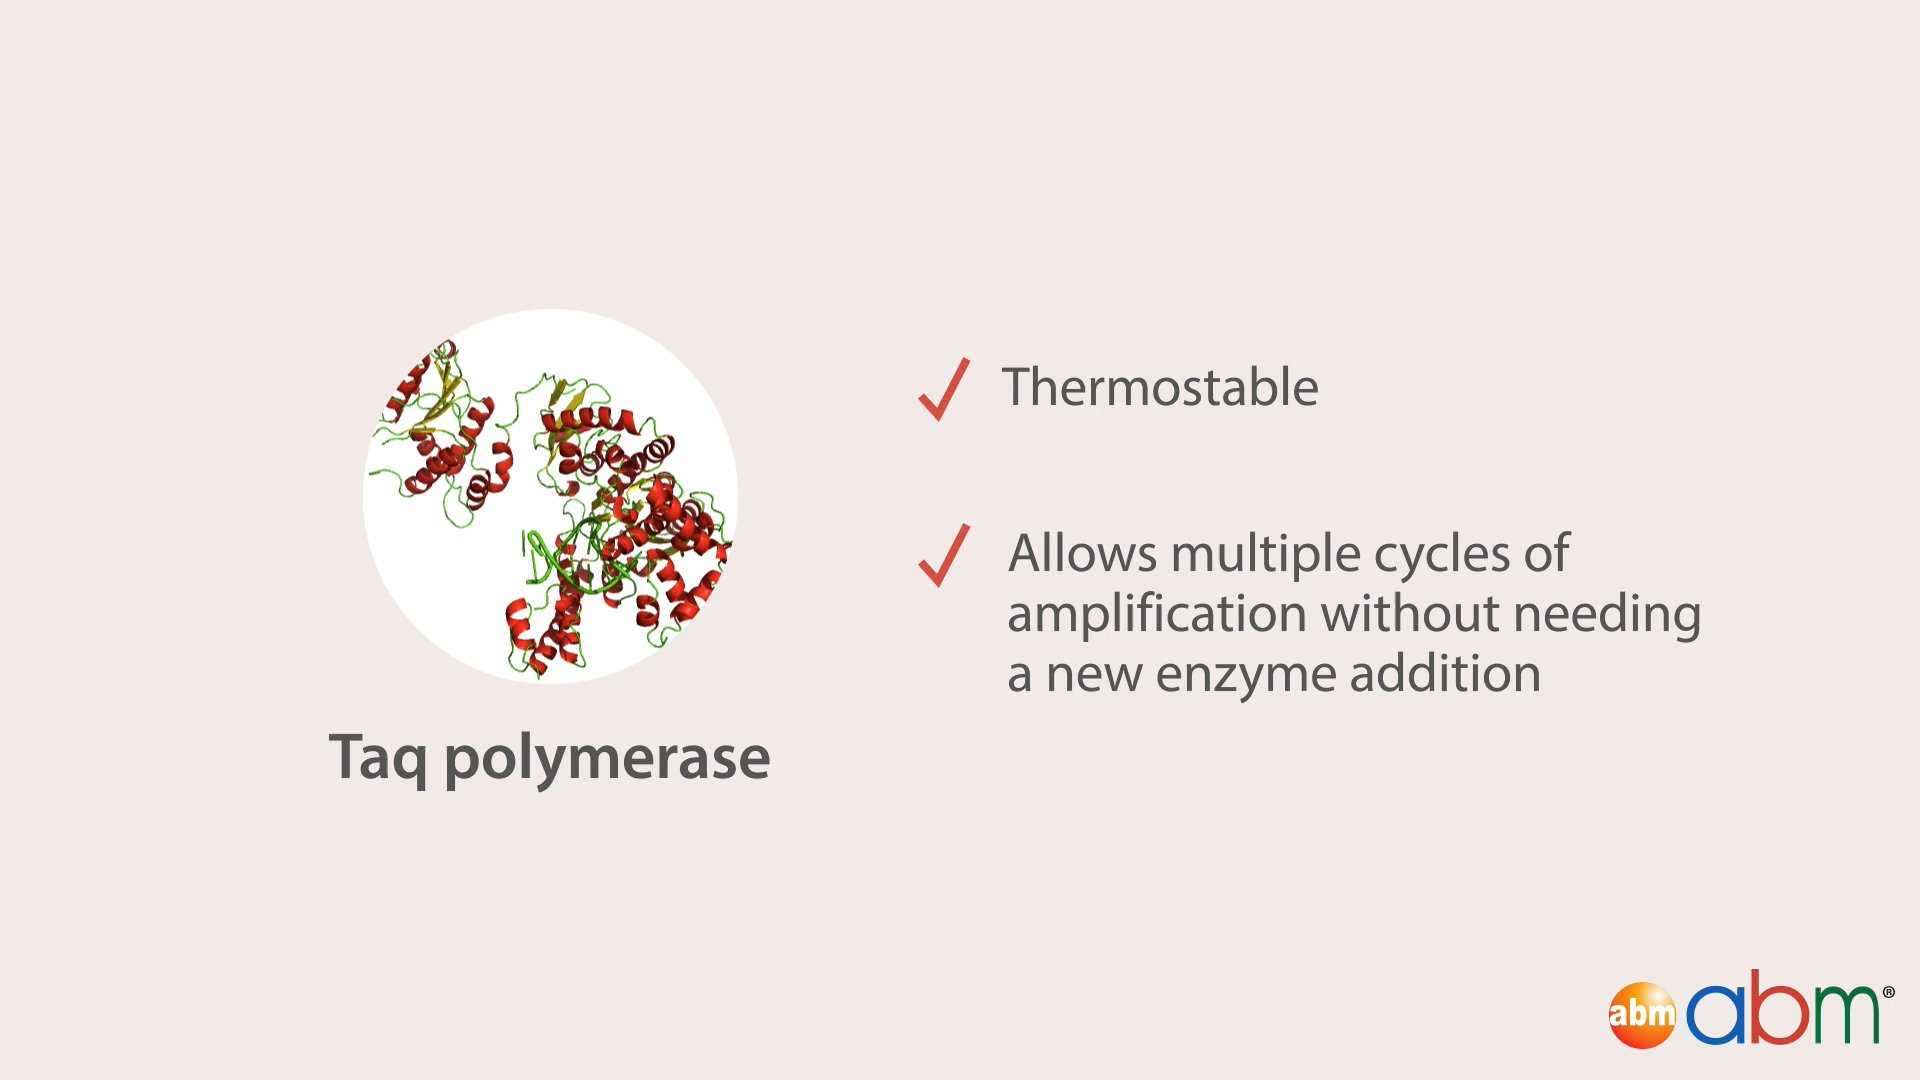 Thermostable
Allows multiple cycles of
amplification without needing
a new enzyme addition
Taq polymerase
abm abm®